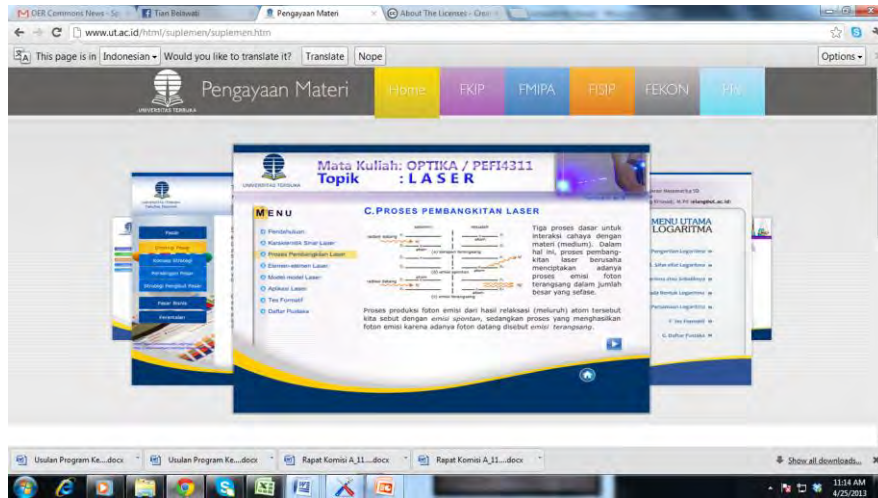 OER Commons News - Sp
Tian Belawati
Pengayaan Materi
About The Licenses - Creat
www.ut.ac.id/html/suplemen/suplemen.htm
This page is in Indonesian Would you like to translate it? Translate Nope Options
UNIVERSITAS TERBUKA
Pengayaan Materi
Home FKIP FMIPA FISIP FEKON
UNIVERSITAS TERBUKA
Mata Kuliah: OPTIKA / PEFI4311
Topik : LASER
MENU
Pendahuluan
Karakteristik Sinar Laser
Proses Pembangkitan Laser
Elemen-elemen Laser
Model-model Laser
Aplikasi Laser
Tes Formatif
Daftar Pustaka
C.PROSES PEMBANGKITAN LASER
Tiga proses dasar untuk
interaksi cahaya dengan
materi (medium). Dalam
hal ini, proses pembang-
kitan laser berusaha
menciptakan adanya
proses emisi foton
terangsang dalam jumlah
besar yang sefase.
Proses produksi foton emisi dari hasil relaksasi (meluruh) atom tersebut
kita sebut dengan emisi spontan, sedangkan proses yang menghasilkan
foton emisi karena adanya foton datang disebut emisi terangsang.
Pasar
Pasar Bisnis
MENU UTAMA
LOGARITMA
Usulan Program Ke....docx
Usulan Program Ke....docx
Rapat Komisi A_11....docx
Rapat Komisi A_11....docx
Show all downloads...
11:14 AM
4/25/2013